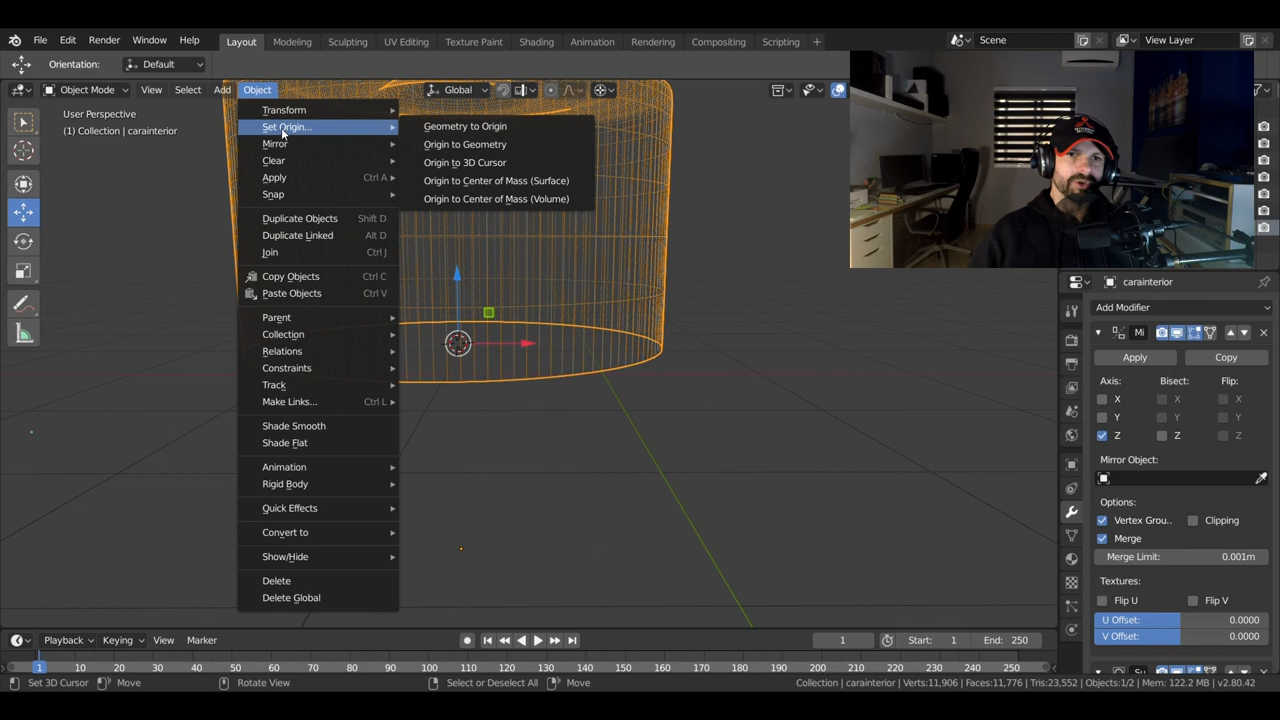 File Edit Render Window Help
Layout Modeling Sculpting UV Editing Texture Paint Shading Animation Rendering Compositing Scripting +
Scene
View Layer
Orientation: Default
Object Mode View Select Add Object
Global
User Perspective
(1) Collection | carainterior
Transform
Set Origin...
Mirror
Clear
Apply Ctrl A
Snap
Duplicate Objects Shift D
Duplicate Linked Alt D
Join Ctrl J
Copy Objects Ctrl C
Paste Objects Ctrl V
Parent
Collection
Relations
Constraints
Track
Make Links... Ctrl L
Shade Smooth
Shade Flat
Animation
Rigid Body
Quick Effects
Convert to
Show/Hide
Delete
Delete Global
Geometry to Origin
Origin to Geometry
Origin to 3D Cursor
Origin to Center of Mass (Surface)
Origin to Center of Mass (Volume)
carainterior
Add Modifier
Mi
Apply Copy
Axis: Bisect: Flip:
X X X
Y Y Y
Z Z Z
Mirror Object:
Options:
Vertex Grou.. Clipping
Merge
Merge Limit: 0.001m
Textures:
Flip U Flip V
U Offset: 0.0000
V Offset: 0.0000
Su
Playback Keying View Marker
1 Start: 1 End: 250
1 10 20 30 40 50 60 70 80 90 100 110 120 130 140 150 160 170 180 190 200 210 220 230 240 250
Set 3D Cursor Move Rotate View Select or Deselect All Move
Collection | carainterior | Verts:11,906 | Faces:11,776 | Tris:23,552 | Objects:1/2 | Mem: 122.2 MB | v2.80.42